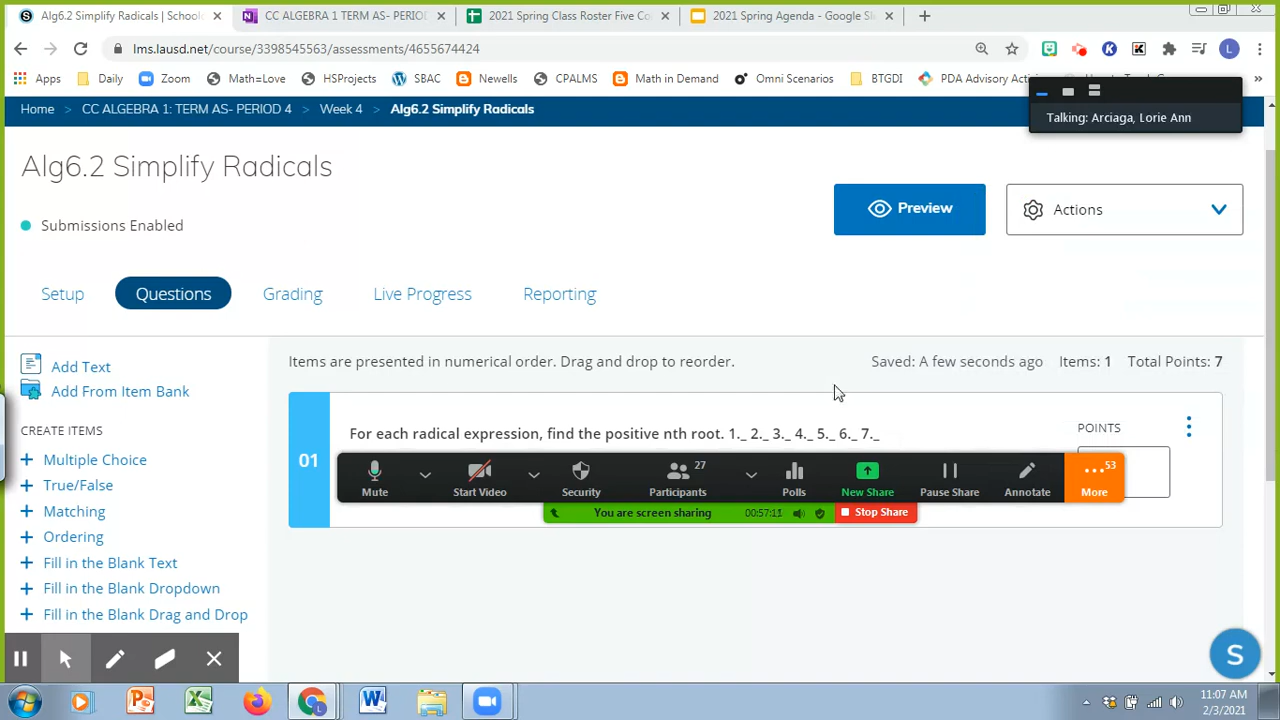 Alg6.2 Simplify Radicals | Schoolo
CC ALGEBRA 1 TERM AS- PERIOD
2021 Spring Class Roster Five Co
2021 Spring Agenda - Google Sli
lms.lausd.net/course/3398545563/assessments/4655674424
Apps Daily Zoom Math=Love HSProjects SBAC Newells CPALMS Math in Demand Omni Scenarios BTGDI PDA Advisory Activi
Home > CC ALGEBRA 1: TERM AS- PERIOD 4 > Week 4 > Alg6.2 Simplify Radicals
Talking: Arciaga, Lorie Ann
Alg6.2 Simplify Radicals
Preview
Actions
Submissions Enabled
Setup Questions Grading Live Progress Reporting
Add Text
Add From Item Bank
CREATE ITEMS
+ Multiple Choice
+ True/False
+ Matching
+ Ordering
+ Fill in the Blank Text
+ Fill in the Blank Dropdown
+ Fill in the Blank Drag and Drop
Items are presented in numerical order. Drag and drop to reorder.
Saved: A few seconds ago Items: 1 Total Points: 7
01
For each radical expression, find the positive nth root. 1._ 2._ 3._ 4._ 5._ 6._ 7._
POINTS
27
53
Mute Start Video Security Participants Polls New Share Pause Share Annotate More
You are screen sharing 00:57:11 Stop Share
S
11:07 AM
2/3/2021